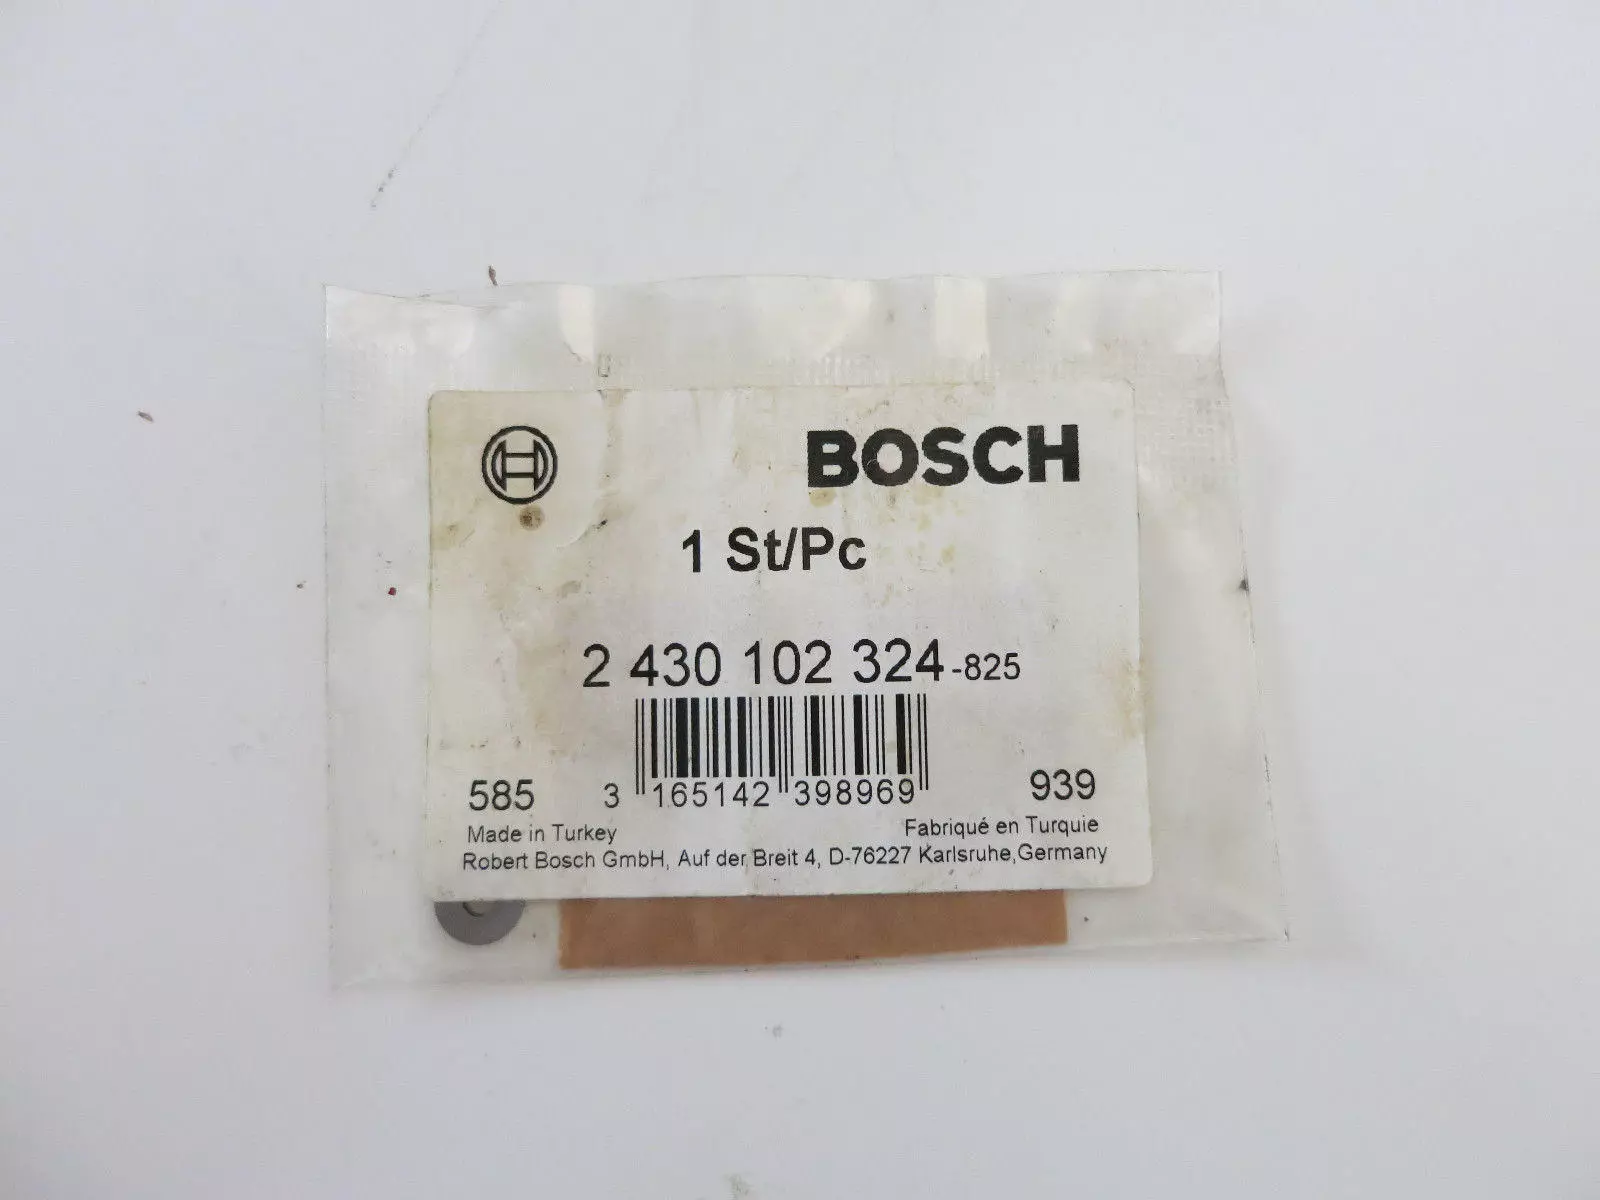 BOSCH
1 St/Pc
2 430 102 324-825
585 3 165142 398969 939
Made in Turkey Fabriqué en Turquie
Robert Bosch GmbH, Auf der Breit 4, D-76227 Karlsruhe,Germany